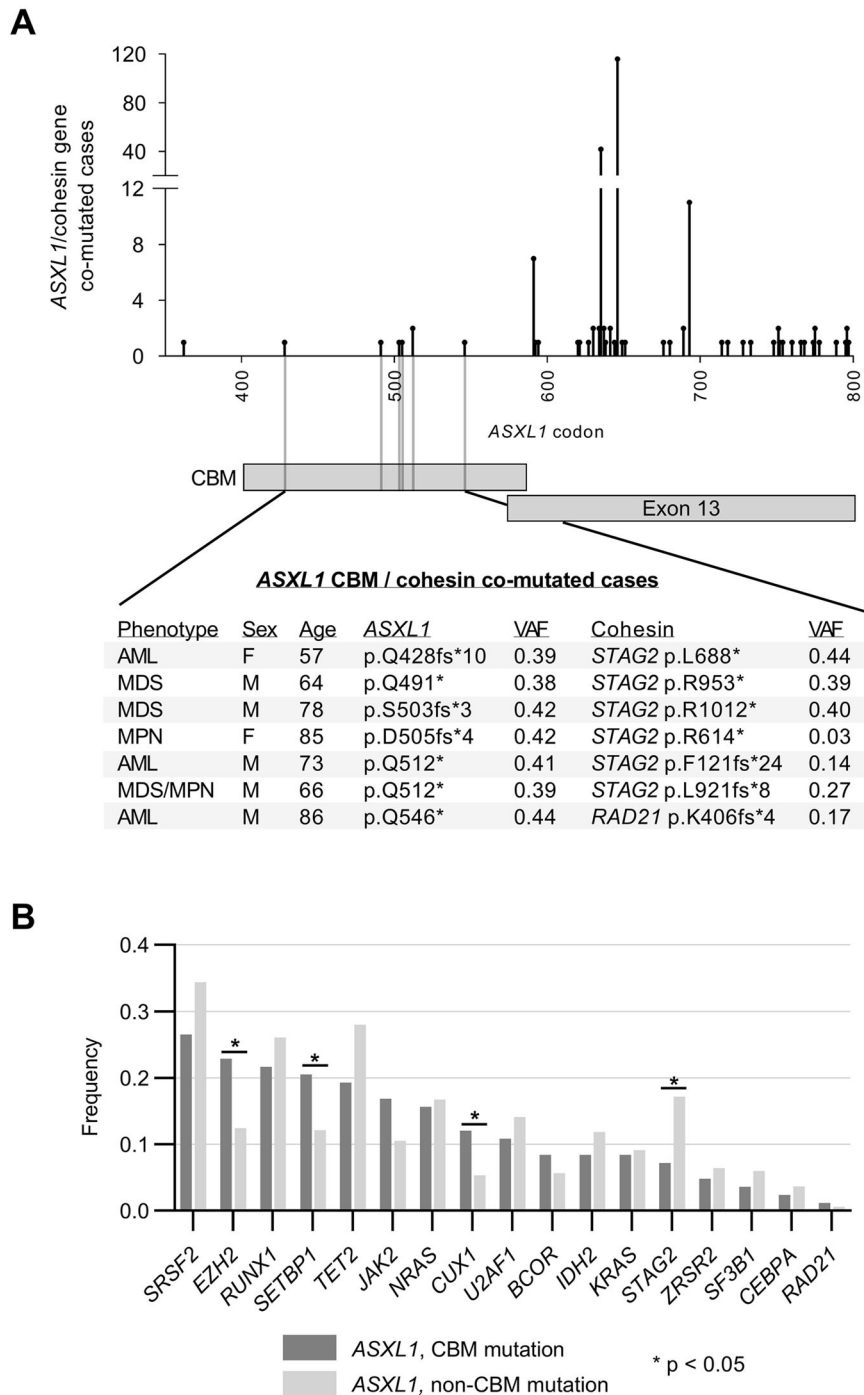 A
ASXL1/cohesin gene
co-mutated cases
120
80
40
12
8
4
0
400
500
600
700
800
ASXL1 codon
CBM
Exon 13
ASXL1 CBM / cohesin co-mutated cases
Phenotype Sex Age ASXL1 VAF Cohesin VAF
AML F 57 p.Q428fs*10 0.39 STAG2 p.L688* 0.44
MDS M 64 p.Q491* 0.38 STAG2 p.R953* 0.39
MDS M 78 p.S503fs*3 0.42 STAG2 p.R1012* 0.40
MPN F 85 p.D505fs*4 0.42 STAG2 p.R614* 0.03
AML M 73 p.Q512* 0.41 STAG2 p.F121fs*24 0.14
MDS/MPN M 66 p.Q512* 0.39 STAG2 p.L921fs*8 0.27
AML M 86 p.Q546* 0.44 RAD21 p.K406fs*4 0.17
B
Frequency
0.4
0.3
0.2
0.1
0.0
* * * *
SRSF2
EZH2
RUNX1
SETBP1
TET2
JAK2
NRAS
CUX1
U2AF1
BCOR
IDH2
KRAS
STAG2
ZRSR2
SF3B1
CEBPA
RAD21
ASXL1, CBM mutation
ASXL1, non-CBM mutation
* p < 0.05